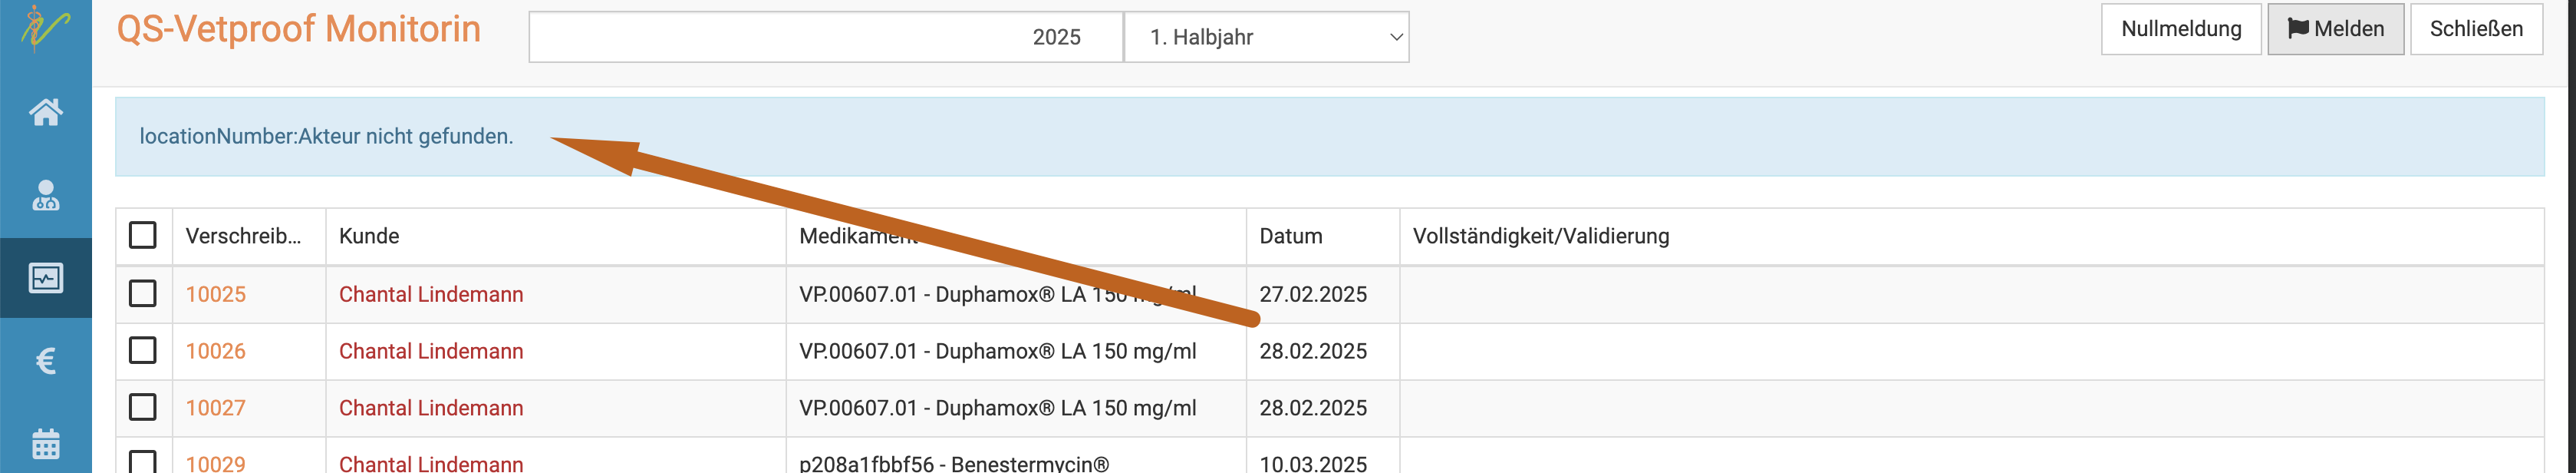 QS-Vetproof Monitorin
2025
1. Halbjahr
Nullmeldung
Melden
Schließen
locationNumber:Akteur nicht gefunden.
Verschreib... Kunde Medikament Datum Vollständigkeit/Validierung
10025 Chantal Lindemann VP.00607.01 - Duphamox® LA 150 mg/ml 27.02.2025
10026 Chantal Lindemann VP.00607.01 - Duphamox® LA 150 mg/ml 28.02.2025
10027 Chantal Lindemann VP.00607.01 - Duphamox® LA 150 mg/ml 28.02.2025
10029 Chantal Lindemann p208a1fbbf56 - Benestermycin® 10.03.2025